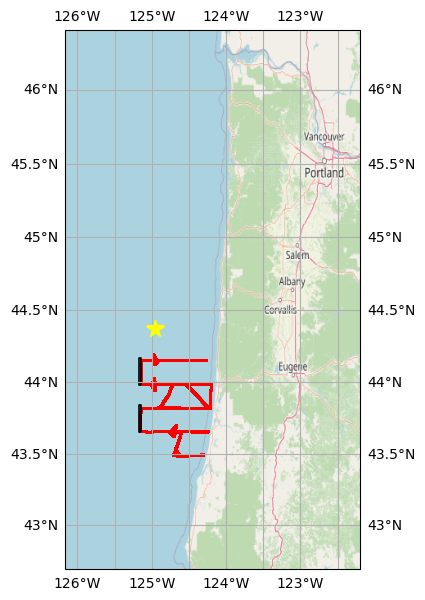 126°W 125°W 124°W 123°W
46°N 46°N
Vancouver
45.5°N 45.5°N
Portland
45°N 45°N
Salem
Albany
44.5°N 44.5°N
Corvallis
Eugene
44°N 44°N
43.5°N 43.5°N
43°N 43°N
126°W 125°W 124°W 123°W